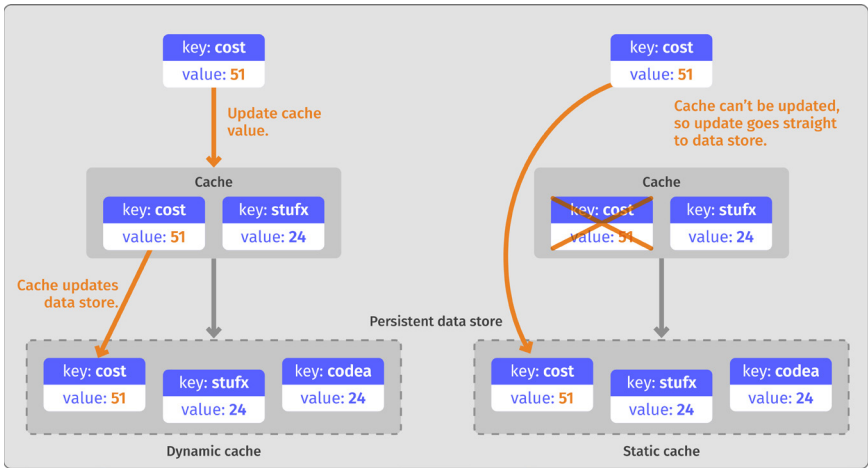 key: cost
value: 51
Update cache
value.
Cache
key: cost
value: 51
key: stufx
value: 24
Cache updates
data store.
key: cost
value: 51
key: stufx
value: 24
key: codea
value: 24
Dynamic cache
Persistent data store
key: cost
value: 51
Cache can’t be updated,
so update goes straight
to data store.
Cache
key: cost
value: 51
key: stufx
value: 24
key: cost
value: 51
key: stufx
value: 24
key: codea
value: 24
Static cache